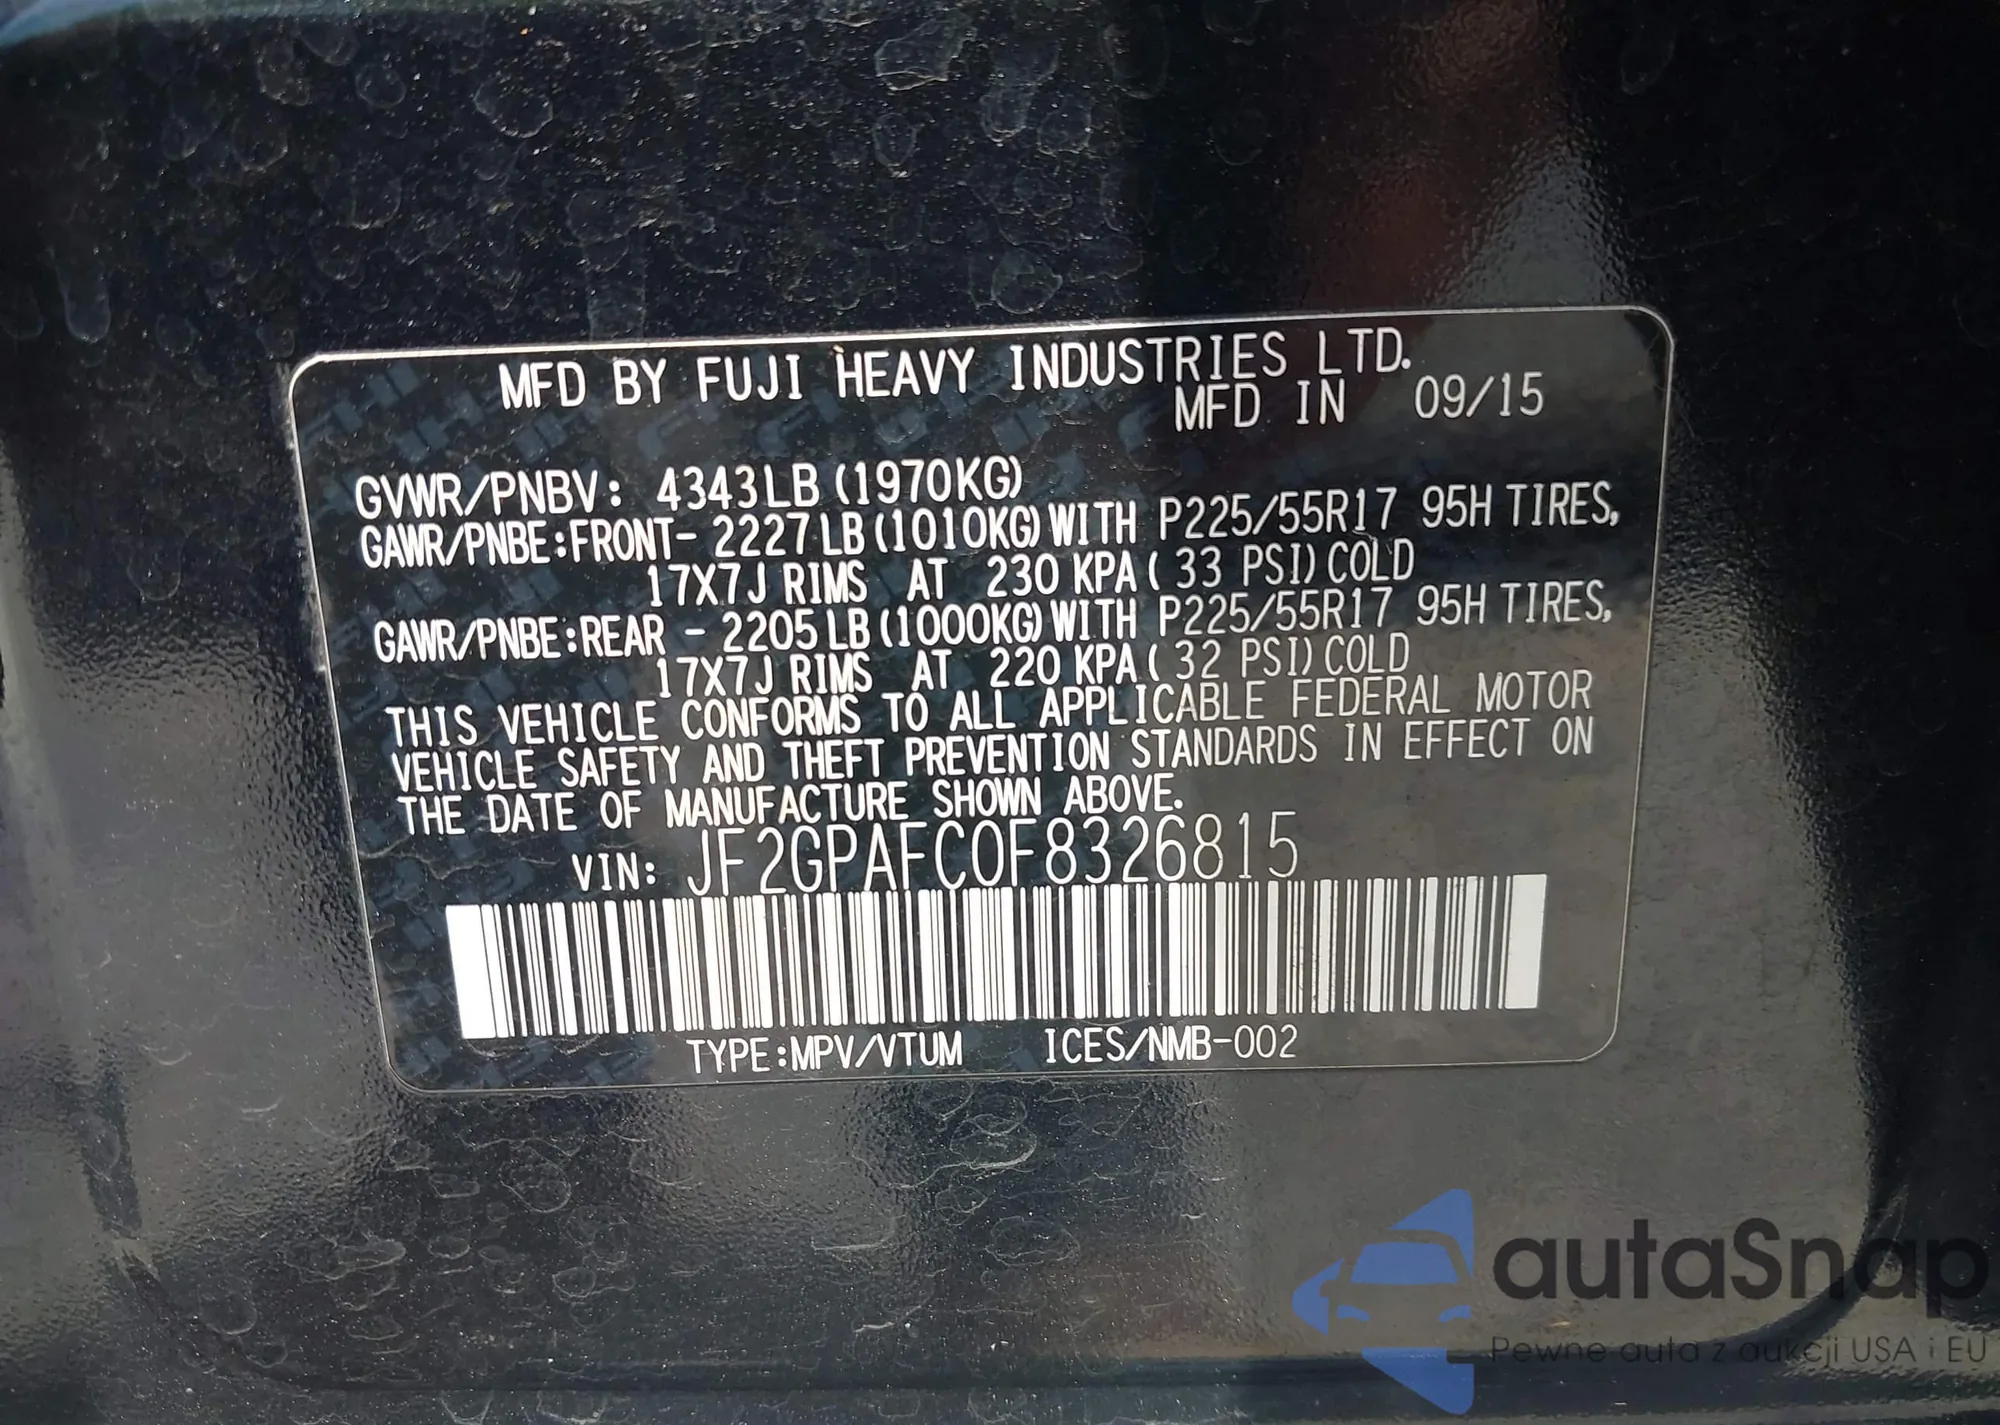 MFD BY FUJI HEAVY INDUSTRIES LTD.
MFD IN 09/15
GVWR/PNBV: 4343LB (1970KG)
GAWR/PNBE:FRONT- 2227LB (1010KG) WITH P225/55R17 95H TIRES,
17X7J RIMS AT 230 KPA ( 33 PSI) COLD
GAWR/PNBE:REAR - 2205LB (1000KG) WITH P225/55R17 95H TIRES,
17X7J RIMS AT 220 KPA ( 32 PSI) COLD
THIS VEHICLE CONFORMS TO ALL APPLICABLE FEDERAL MOTOR
VEHICLE SAFETY AND THEFT PREVENTION STANDARDS IN EFFECT ON
THE DATE OF MANUFACTURE SHOWN ABOVE.
VIN: JF2GPAFC0F8326815
TYPE:MPV/VTUM ICES/NMB-002
autaSnap
Pewne auta z aukcji USA i EU